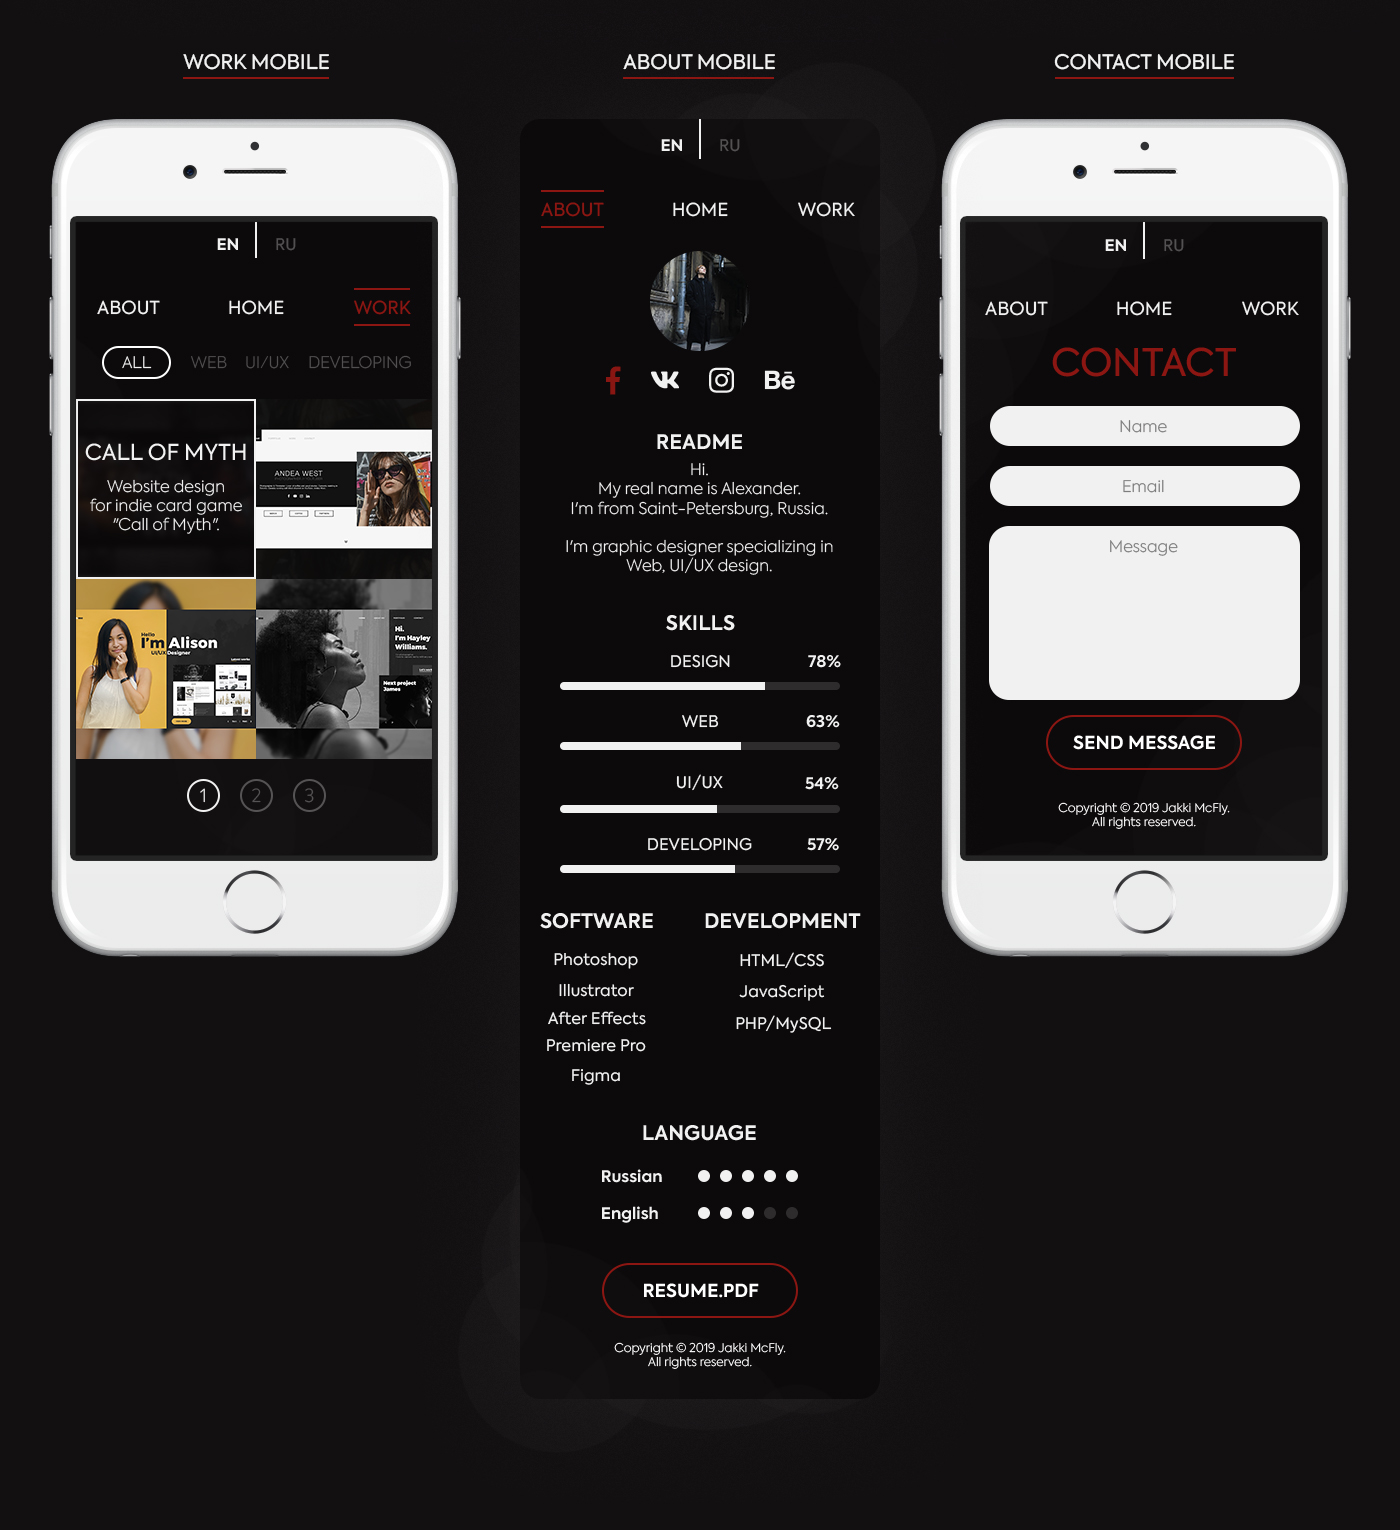 WORK MOBILE
EN RU
ABOUT HOME WORK
ALL WEB UI/UX DEVELOPING
CALL OF MYTH
Website design
for indie card game
"Call of Myth".
ANDEA WEST
Hello
I'm Alison
UI/UX Designer
Hi.
I'm Hayley
Williams.
Next project
James
1 2 3
ABOUT MOBILE
EN RU
ABOUT HOME WORK
f VK Bē
README
Hi.
My real name is Alexander.
I'm from Saint-Petersburg, Russia.
I'm graphic designer specializing in
Web, UI/UX design.
SKILLS
DESIGN 78%
WEB 63%
UI/UX 54%
DEVELOPING 57%
SOFTWARE
Photoshop
Illustrator
After Effects
Premiere Pro
Figma
DEVELOPMENT
HTML/CSS
JavaScript
PHP/MySQL
LANGUAGE
Russian
English
RESUME.PDF
Copyright © 2019 Jakki McFly.
All rights reserved.
CONTACT MOBILE
EN RU
ABOUT HOME WORK
CONTACT
Name
Email
Message
SEND MESSAGE
Copyright © 2019 Jakki McFly.
All rights reserved.